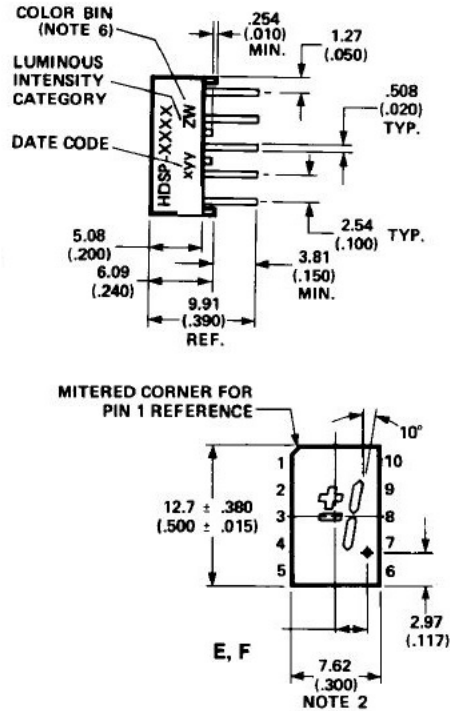 COLOR BIN
(NOTE 6)
LUMINOUS
INTENSITY
CATEGORY
DATE CODE
HDSP-XXXX
ZW
xyy
.254
(.010)
MIN.
1.27
(.050)
.508
(.020)
TYP.
2.54
(.100)
TYP.
3.81
(.150)
MIN.
5.08
(.200)
6.09
(.240)
9.91
(.390)
REF.
MITERED CORNER FOR
PIN 1 REFERENCE
10°
1
2
3
4
5
10
9
8
7
6
12.7 ± .380
(.500 ± .015)
2.97
(.117)
E, F
7.62
(.300)
NOTE 2